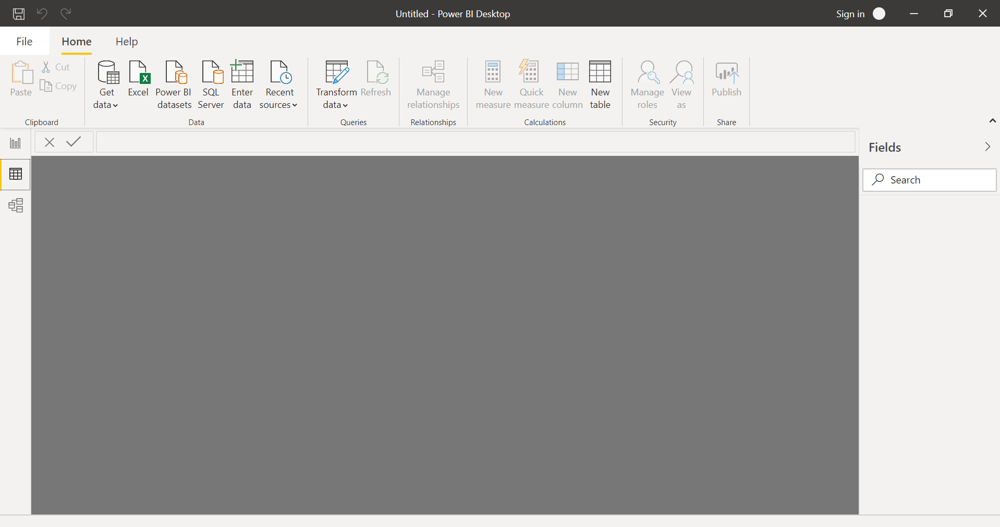 Untitled - Power BI Desktop
Sign in
File
Home
Help
Paste
Cut
Copy
Clipboard
Get
data
Excel
Power BI
datasets
SQL
Server
Enter
data
Recent
sources
Data
Transform
data
Refresh
Queries
Manage
relationships
Relationships
New
measure
Quick
measure
New
column
New
table
Calculations
Manage
roles
View
as
Security
Publish
Share
Fields
Search